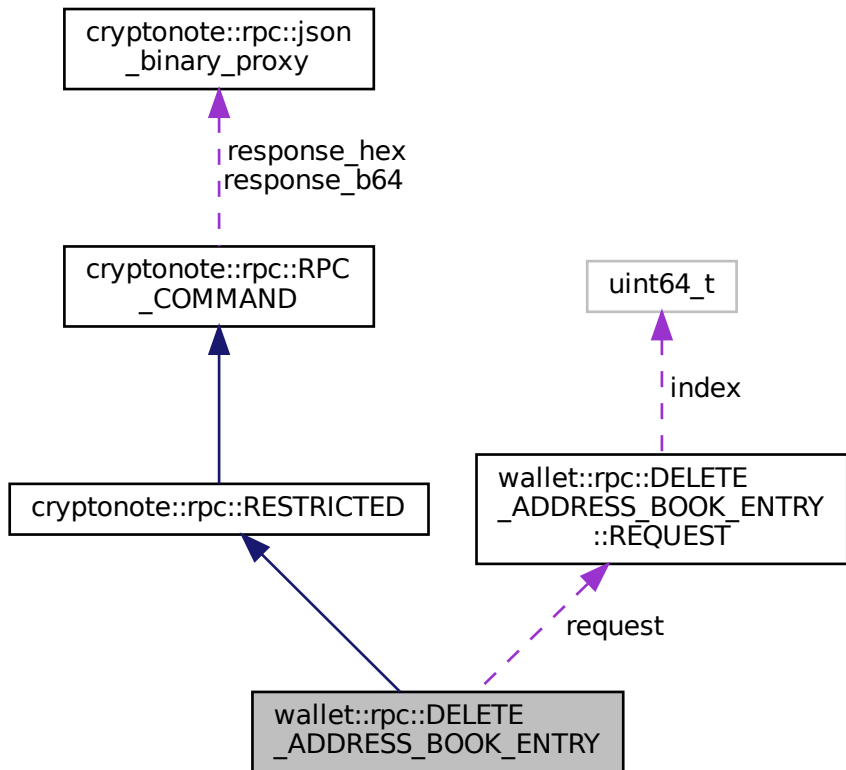 cryptonote::rpc::json
_binary_proxy
response_hex
response_b64
cryptonote::rpc::RPC
_COMMAND
uint64_t
index
cryptonote::rpc::RESTRICTED
wallet::rpc::DELETE
_ADDRESS_BOOK_ENTRY
::REQUEST
request
wallet::rpc::DELETE
_ADDRESS_BOOK_ENTRY